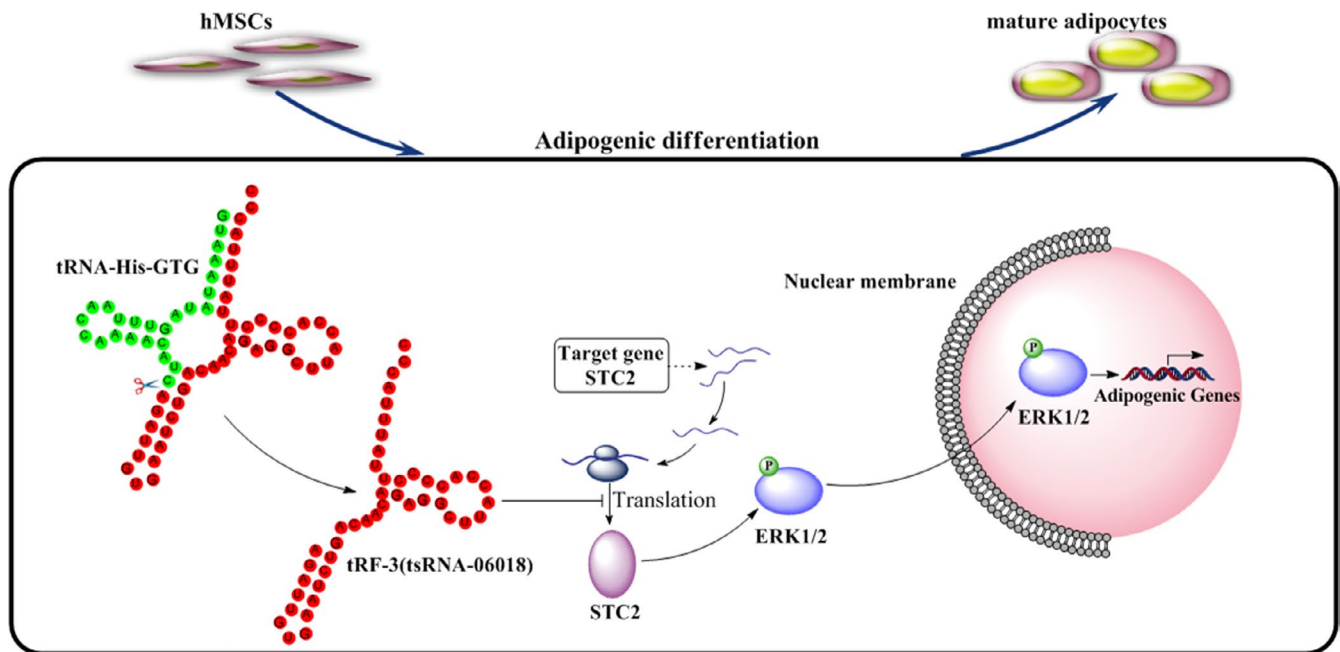 hMSCs
mature adipocytes
Adipogenic differentiation
tRNA-His-GTG
Nuclear membrane
Target gene
STC2
P
ERK1/2
Adipogenic Genes
Translation
P
ERK1/2
tRF-3(tsRNA-06018)
STC2